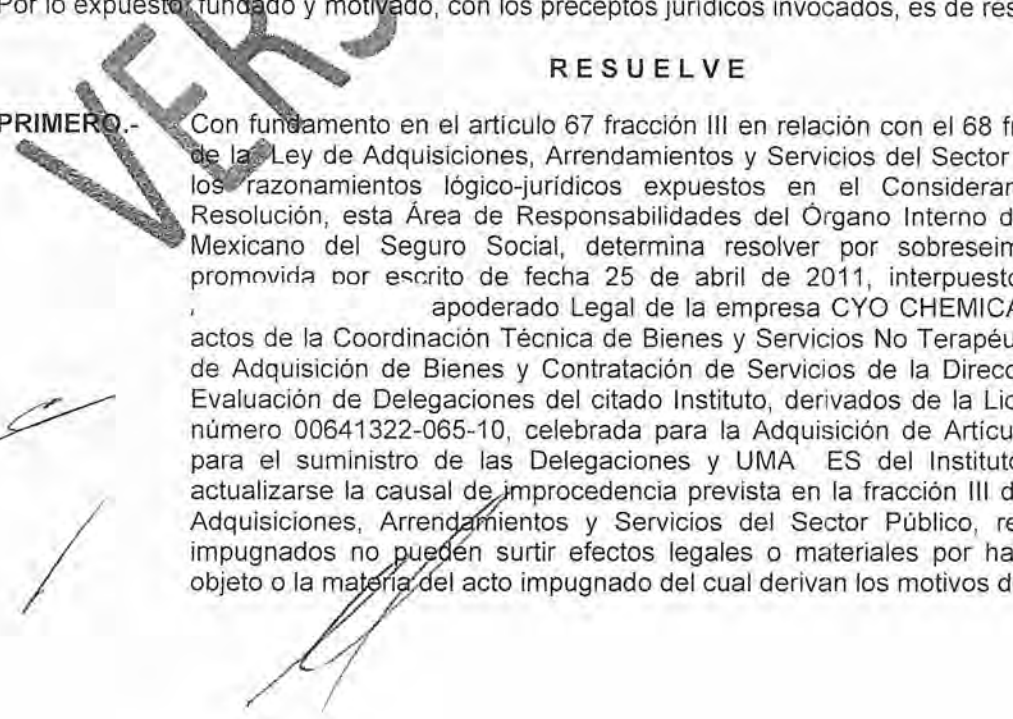 Por lo expuesto, fundado y motivado, con los preceptos jurídicos invocados, es de res
R E S U E L V E
PRIMERO.- Con fundamento en el artículo 67 fracción III en relación con el 68 fr
de la Ley de Adquisiciones, Arrendamientos y Servicios del Sector
los razonamientos lógico-jurídicos expuestos en el Consideran
Resolución, esta Área de Responsabilidades del Órgano Interno d
Mexicano del Seguro Social, determina resolver por sobreseim
promovida por escrito de fecha 25 de abril de 2011, interpuesto
apoderado Legal de la empresa CYO CHEMICA
actos de la Coordinación Técnica de Bienes y Servicios No Terapéu
de Adquisición de Bienes y Contratación de Servicios de la Direcc
Evaluación de Delegaciones del citado Instituto, derivados de la Lic
número 00641322-065-10, celebrada para la Adquisición de Artícu
para el suministro de las Delegaciones y UMA ES del Instituto
actualizarse la causal de improcedencia prevista en la fracción III d
Adquisiciones, Arrendamientos y Servicios del Sector Público, re
impugnados no pueden surtir efectos legales o materiales por ha
objeto o la materia del acto impugnado del cual derivan los motivos d
VERS